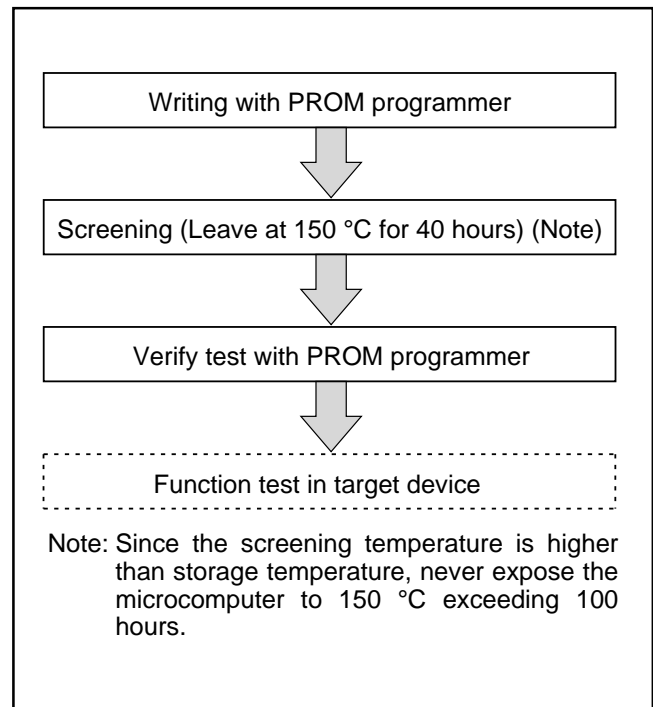 Writing with PROM programmer
Screening (Leave at 150 °C for 40 hours) (Note)
Verify test with PROM programmer
Function test in target device
Note: Since the screening temperature is higher
than storage temperature, never expose the
microcomputer to 150 °C exceeding 100
hours.